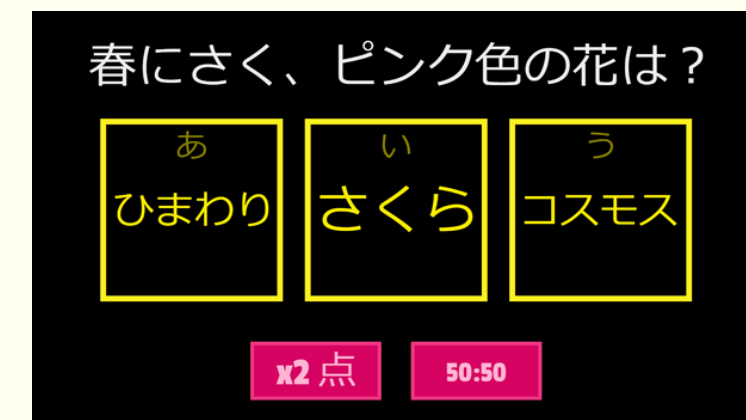 春にさく、ピンク色の花は？
あ い う
ひまわり さくら コスモス
x2 点 50:50